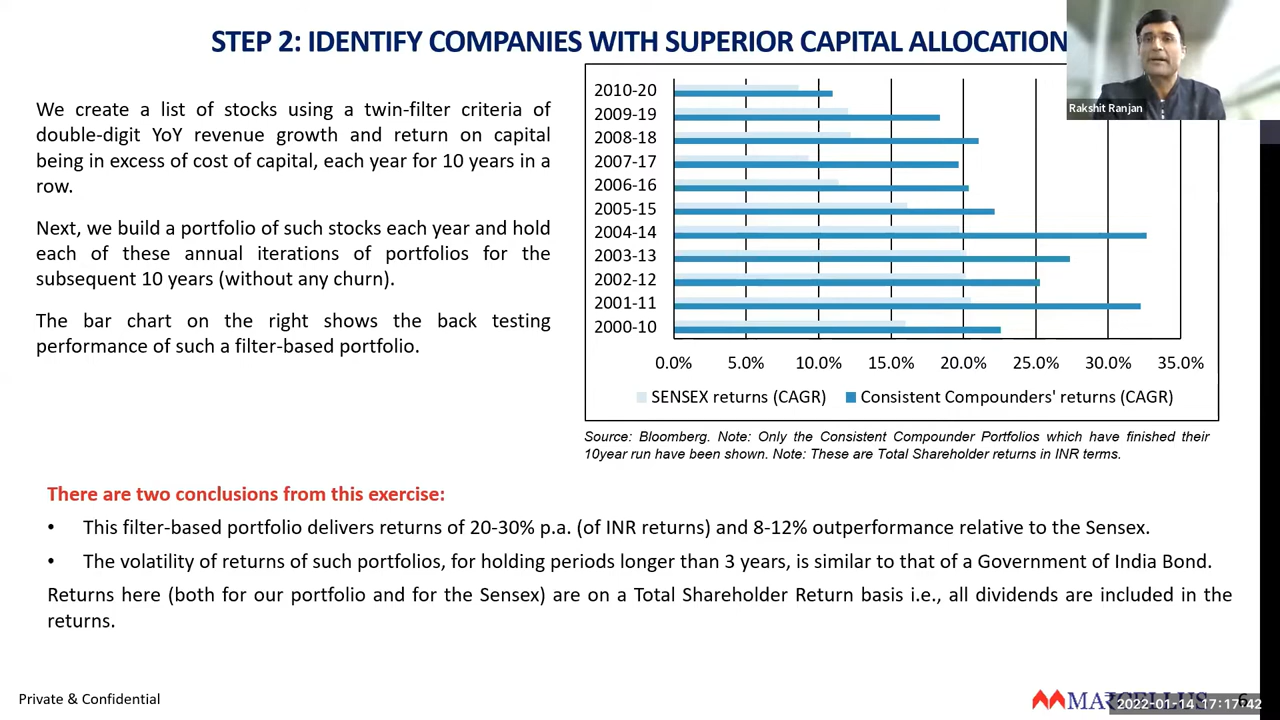 STEP 2: IDENTIFY COMPANIES WITH SUPERIOR CAPITAL ALLOCATION
Rakshit Ranjan
We create a list of stocks using a twin-filter criteria of
double-digit YoY revenue growth and return on capital
being in excess of cost of capital, each year for 10 years in a
row.
Next, we build a portfolio of such stocks each year and hold
each of these annual iterations of portfolios for the
subsequent 10 years (without any churn).
The bar chart on the right shows the back testing
performance of such a filter-based portfolio.
2010-20
2009-19
2008-18
2007-17
2006-16
2005-15
2004-14
2003-13
2002-12
2001-11
2000-10
0.0% 5.0% 10.0% 15.0% 20.0% 25.0% 30.0% 35.0%
SENSEX returns (CAGR) Consistent Compounders' returns (CAGR)
Source: Bloomberg. Note: Only the Consistent Compounder Portfolios which have finished their
10year run have been shown. Note: These are Total Shareholder returns in INR terms.
There are two conclusions from this exercise:
• This filter-based portfolio delivers returns of 20-30% p.a. (of INR returns) and 8-12% outperformance relative to the Sensex.
• The volatility of returns of such portfolios, for holding periods longer than 3 years, is similar to that of a Government of India Bond.
Returns here (both for our portfolio and for the Sensex) are on a Total Shareholder Return basis i.e., all dividends are included in the
returns.
Private & Confidential
MARCELLUS 6
2022-01-14 17:17:42